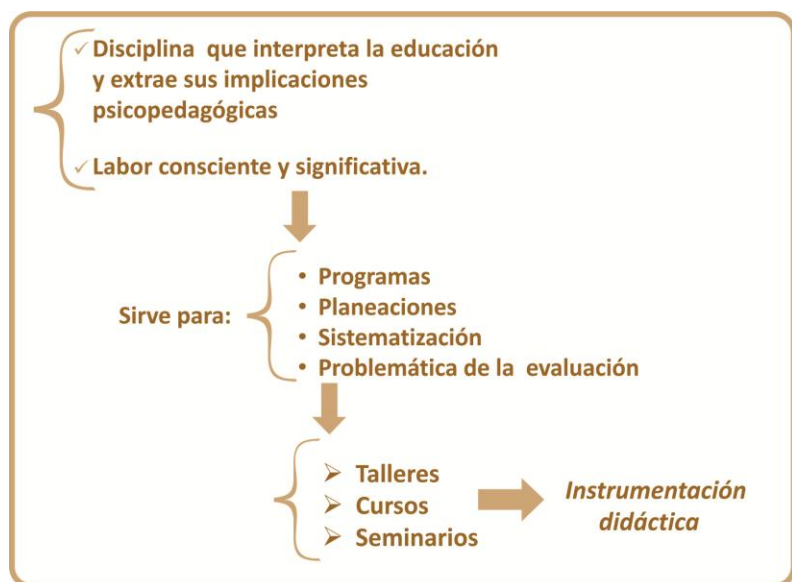 ✓ Disciplina que interpreta la educación
y extrae sus implicaciones
psicopedagógicas
✓ Labor consciente y significativa.
Sirve para:
• Programas
• Planeaciones
• Sistematización
• Problemática de la evaluación
➢ Talleres
➢ Cursos
➢ Seminarios
Instrumentación
didáctica